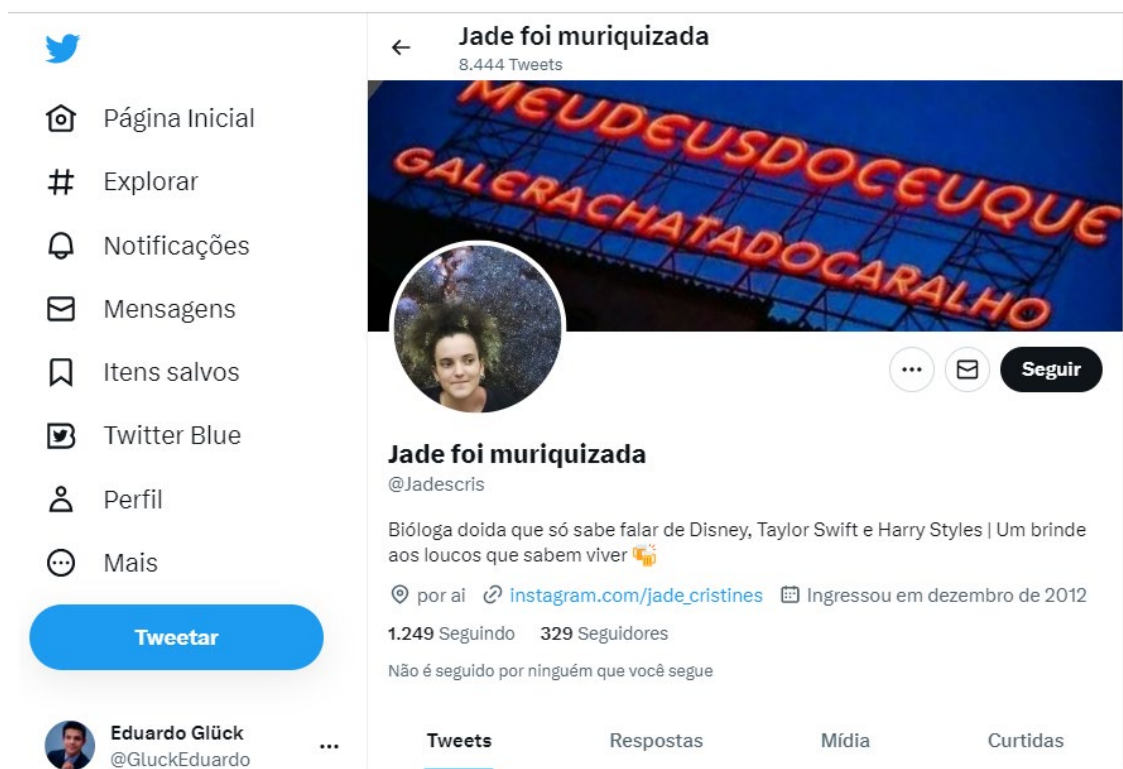 Jade foi muriquizada
8.444 Tweets
Página Inicial
Explorar
Notificações
Mensagens
Itens salvos
Twitter Blue
Perfil
Mais
Tweetar
Eduardo Glück
@GluckEduardo
MEUDEUSDOCEUQUE
GALERACHATADOCARALHO
Seguir
Jade foi muriquizada
@Jadescris
Bióloga doida que só sabe falar de Disney, Taylor Swift e Harry Styles | Um brinde
aos loucos que sabem viver 🍻
por ai instagram.com/jade_cristines Ingressou em dezembro de 2012
1.249 Seguindo 329 Seguidores
Não é seguido por ninguém que você segue
Tweets Respostas Mídia Curtidas